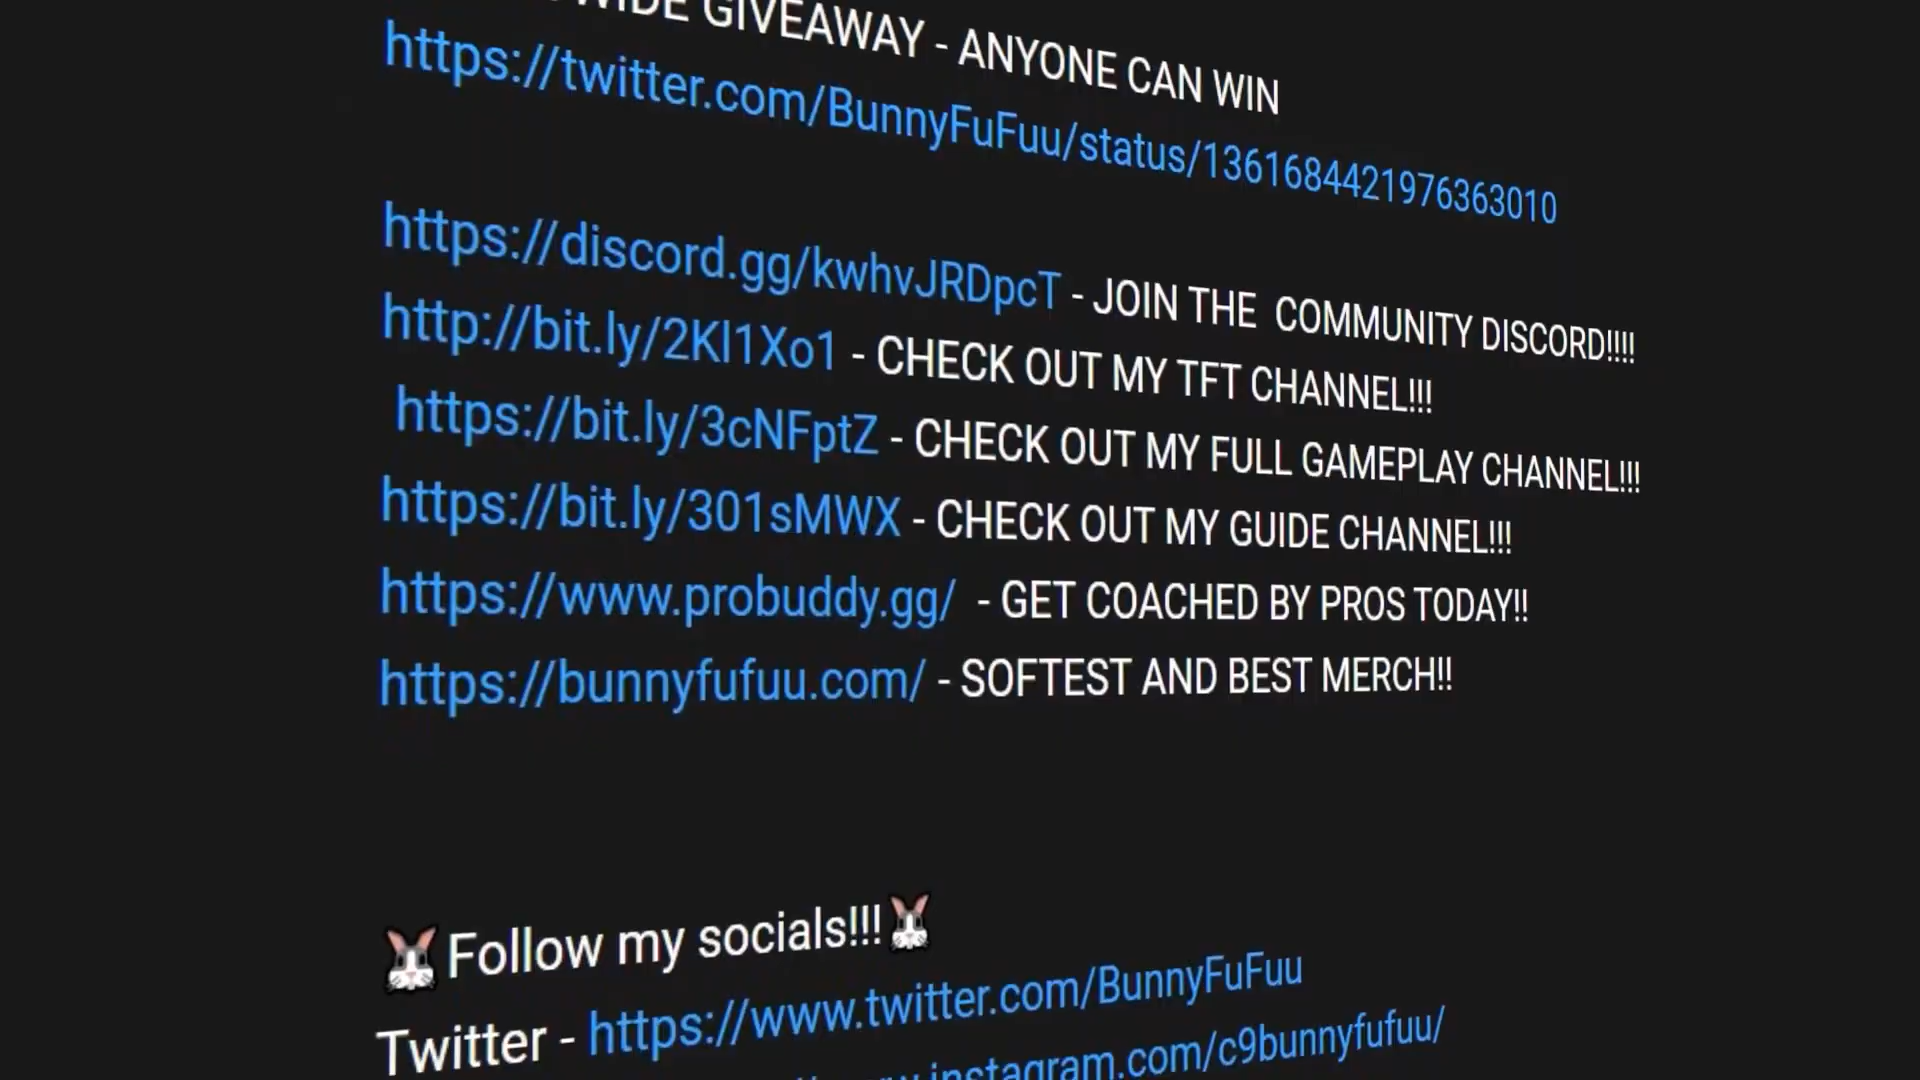 WIDE GIVEAWAY - ANYONE CAN WIN
https://twitter.com/BunnyFuFuu/status/1361684421976363010
https://discord.gg/kwhvJRDpcT - JOIN THE  COMMUNITY DISCORD!!!!
http://bit.ly/2Kl1Xo1 - CHECK OUT MY TFT CHANNEL!!!
https://bit.ly/3cNFptZ - CHECK OUT MY FULL GAMEPLAY CHANNEL!!!
https://bit.ly/301sMWX - CHECK OUT MY GUIDE CHANNEL!!!
https://www.probuddy.gg/  - GET COACHED BY PROS TODAY!!
https://bunnyfufuu.com/ - SOFTEST AND BEST MERCH!!
🐰Follow my socials!!!🐰
Twitter - https://www.twitter.com/BunnyFuFuu
instagram.com/c9bunnyfufuu/